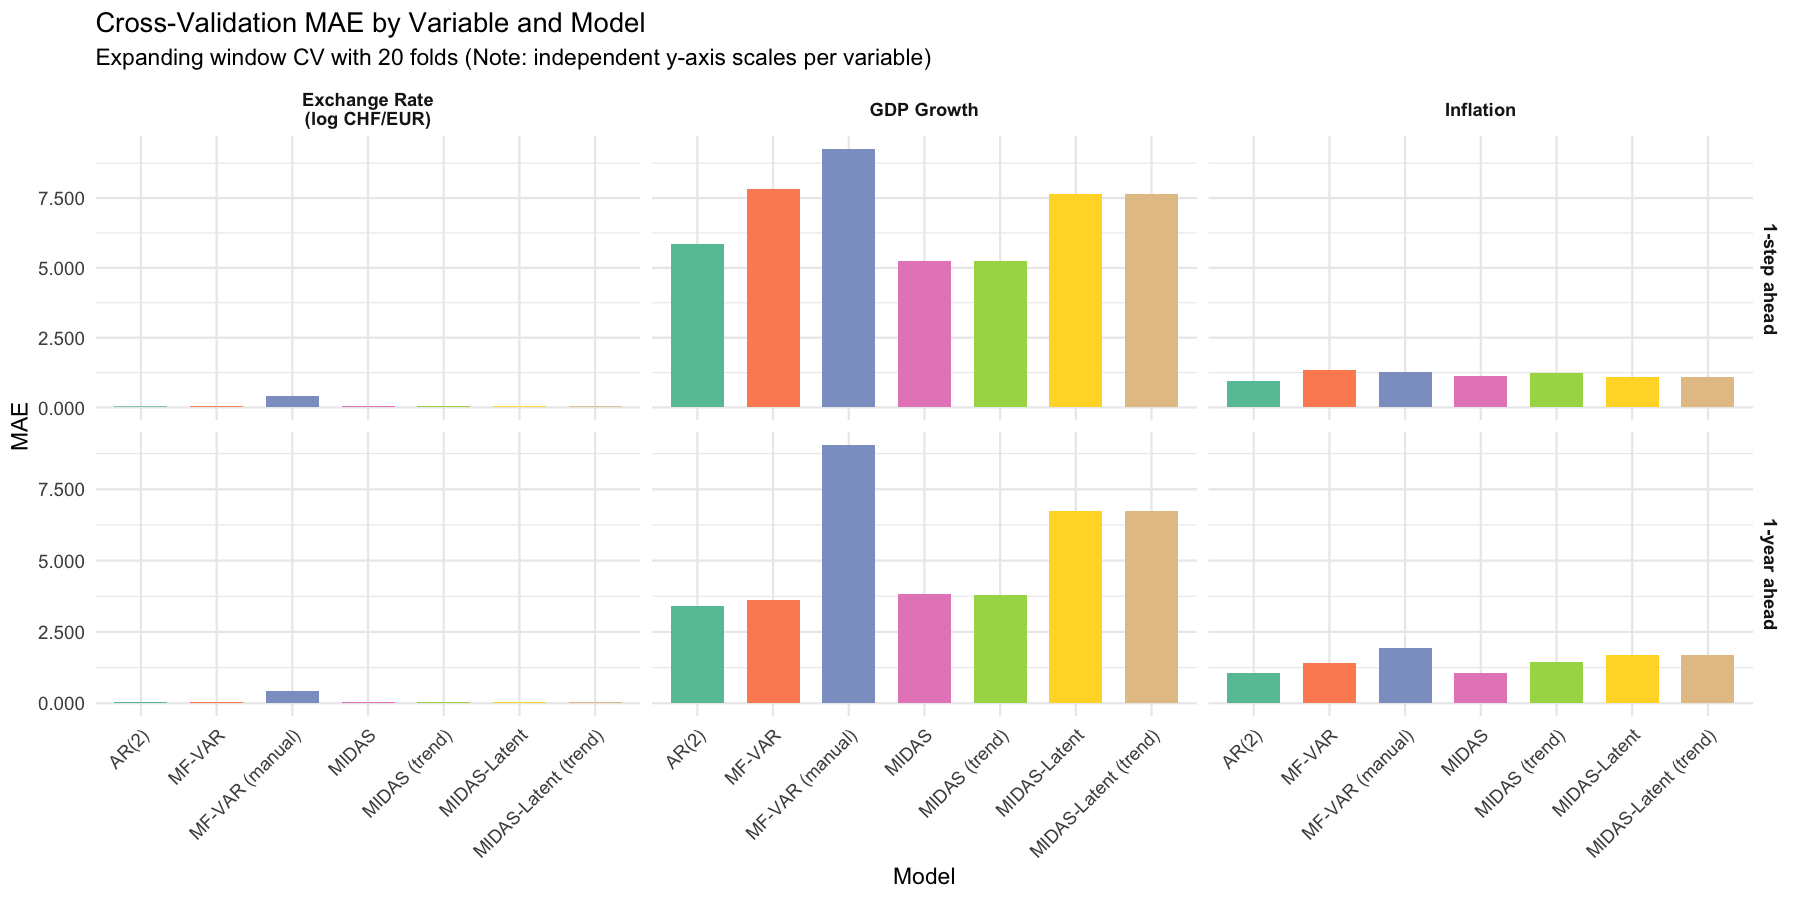 Cross-Validation MAE by Variable and Model
Expanding window CV with 20 folds (Note: independent y-axis scales per variable)
Exchange Rate
(log CHF/EUR)
GDP Growth
Inflation
MAE
7.500
5.000
2.500
0.000
1-step ahead
7.500
5.000
2.500
0.000
1-year ahead
AR(2)
MF-VAR
MF-VAR (manual)
MIDAS
MIDAS (trend)
MIDAS-Latent
MIDAS-Latent (trend)
AR(2)
MF-VAR
MF-VAR (manual)
MIDAS
MIDAS (trend)
MIDAS-Latent
MIDAS-Latent (trend)
AR(2)
MF-VAR
MF-VAR (manual)
MIDAS
MIDAS (trend)
MIDAS-Latent
MIDAS-Latent (trend)
Model